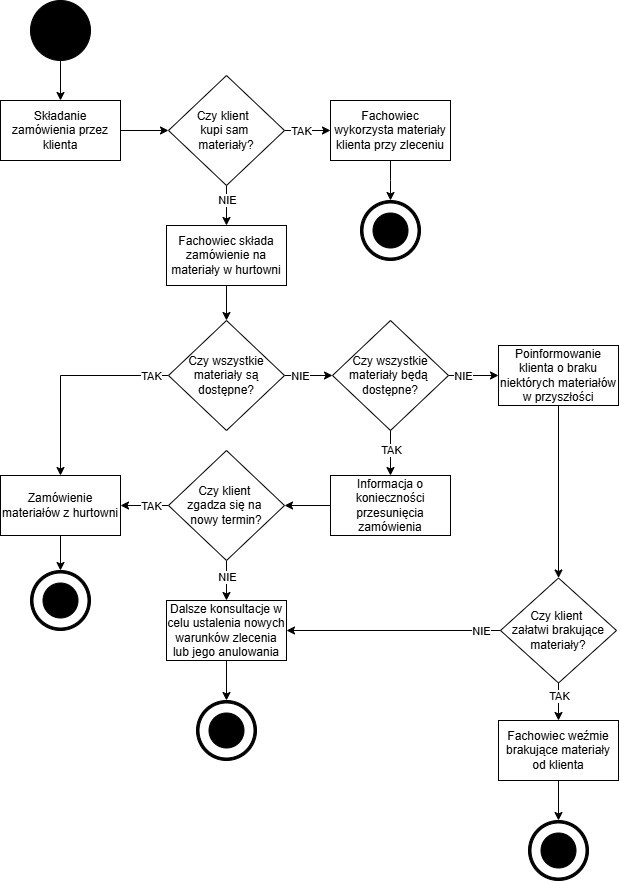 Składanie
zamówienia przez
klienta
Czy klient
kupi sam
materiały?
TAK
Fachowiec
wykorzysta materiały
klienta przy zleceniu
NIE
Fachowiec składa
zamówienie na
materiały w hurtowni
Czy wszystkie
materiały są
dostępne?
TAK
NIE
Czy wszystkie
materiały będą
dostępne?
NIE
Poinformowanie
klienta o braku
niektórych materiałów
w przyszłości
TAK
Informacja o
konieczności
przesunięcia
zamówienia
Czy klient
zgadza się na
nowy termin?
TAK
Zamówienie
materiałów z hurtowni
NIE
Dalsze konsultacje w
celu ustalenia nowych
warunków zlecenia
lub jego anulowania
Czy klient
załatwi brakujące
materiały?
NIE
TAK
Fachowiec weźmie
brakujące materiały
od klienta